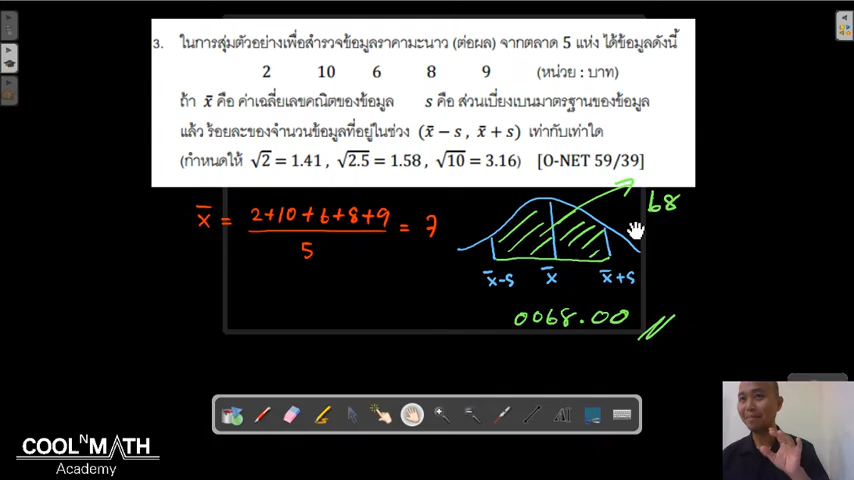 3. ในการสุ่มตัวอย่างเพื่อสำรวจข้อมูลราคามะนาว (ต่อผล) จากตลาด 5 แห่ง ได้ข้อมูลดังนี้
2 10 6 8 9 (หน่วย : บาท)
ถ้า x̄ คือ ค่าเฉลี่ยเลขคณิตของข้อมูล s คือ ส่วนเบี่ยงเบนมาตรฐานของข้อมูล
แล้ว ร้อยละของจำนวนข้อมูลที่อยู่ในช่วง (x̄ − s , x̄ + s) เท่ากับเท่าใด
(กำหนดให้ √2 = 1.41, √2.5 = 1.58, √10 = 3.16) [O-NET 59/39]
x̄ = 2+10+6+8+9 / 5 = 7
68
x̄-s x̄ x̄+s
0068.00
AI
COOL N MATH
Academy